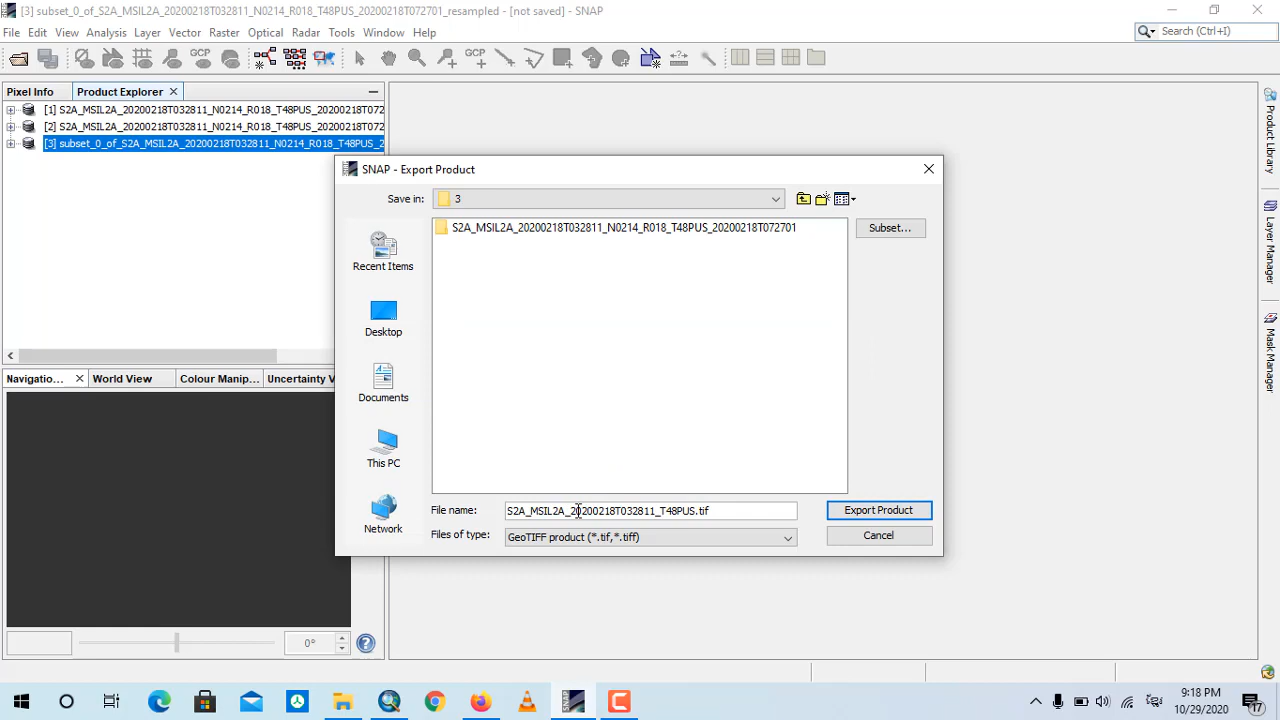 [3] subset_0_of_S2A_MSIL2A_20200218T032811_N0214_R018_T48PUS_20200218T072701_resampled - [not saved] - SNAP
File Edit View Analysis Layer Vector Raster Optical Radar Tools Window Help
Search (Ctrl+I)
GCP GCP
Pixel Info Product Explorer
[1] S2A_MSIL2A_20200218T032811_N0214_R018_T48PUS_20200218T072
[2] S2A_MSIL2A_20200218T032811_N0214_R018_T48PUS_20200218T072
[3] subset_0_of_S2A_MSIL2A_20200218T032811_N0214_R018_T48PUS_2
SNAP - Export Product
Save in: 3
S2A_MSIL2A_20200218T032811_N0214_R018_T48PUS_20200218T072701
Subset...
Recent Items
Desktop
Documents
This PC
Network
File name: S2A_MSIL2A_20200218T032811_T48PUS.tif
Export Product
Files of type: GeoTIFF product (*.tif,*.tiff)
Cancel
Navigatio... World View Colour Manip... Uncertainty V
0°
Product Library
Layer Manager
Mask Manager
9:18 PM
10/29/2020
17